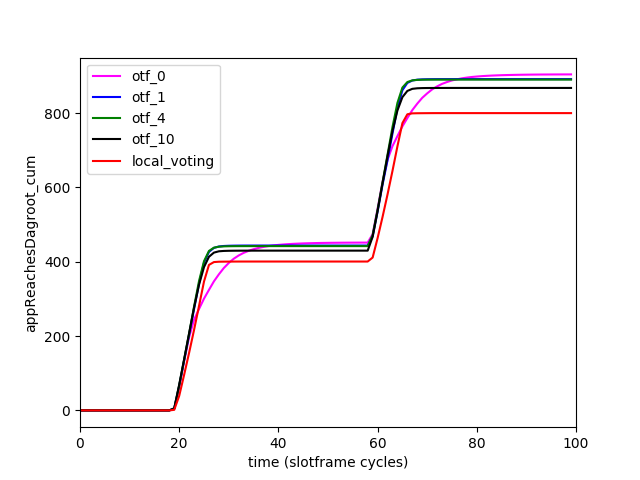 otf_0
otf_1
otf_4
otf_10
local_voting
appReachesDagroot_cum
800
600
400
200
0
0 20 40 60 80 100
time (slotframe cycles)